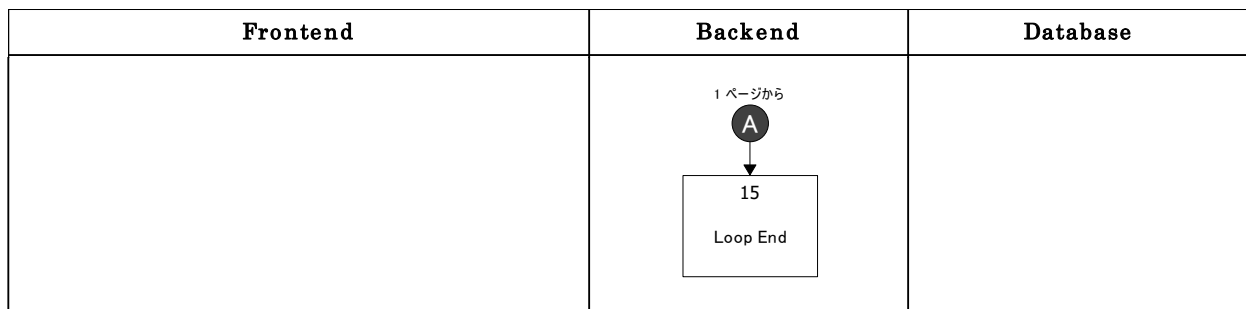 Frontend
Backend
Database
1 ページから
A
15
Loop End